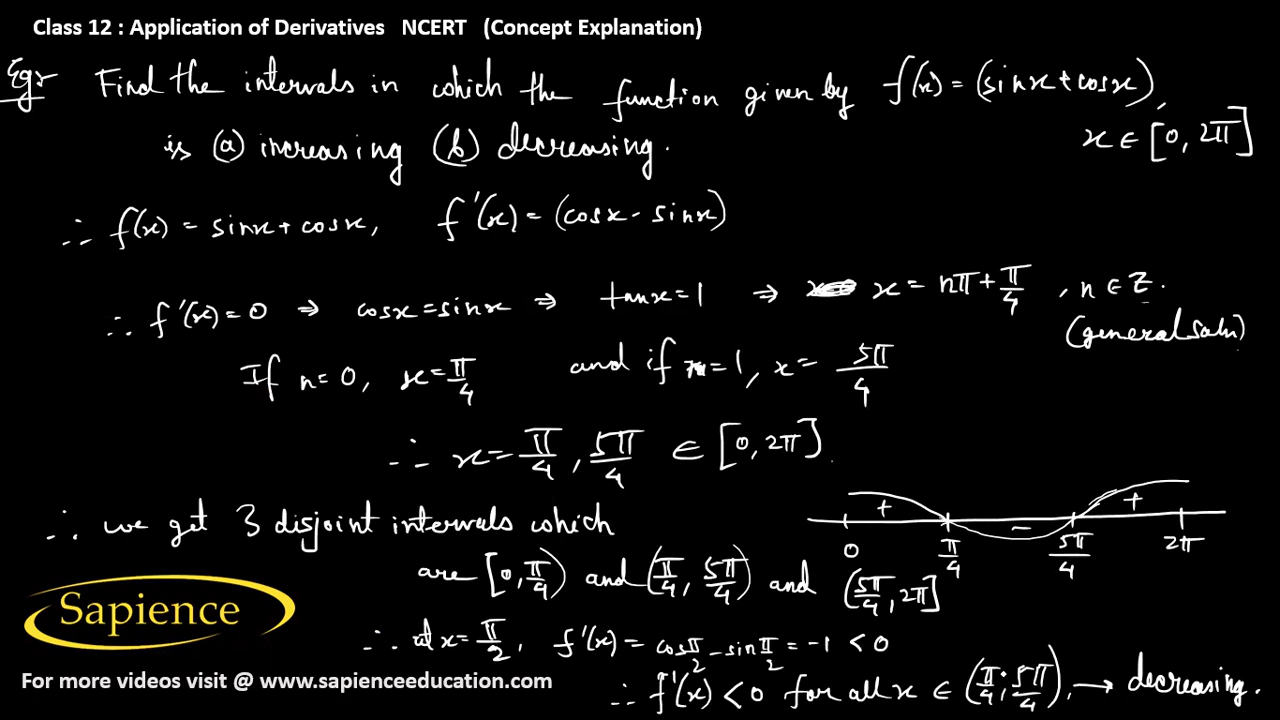 Class 12 : Application of Derivatives NCERT (Concept Explanation)
Eg:- Find the intervals in which the function given by f(x) = (sinx + cosx),
x ∈ [0, 2π]
is (a) increasing (b) decreasing.
∴ f(x) = sinx + cosx, f'(x) = (cosx - sinx)
∴ f'(x) = 0 ⇒ cosx = sinx ⇒ tanx = 1 ⇒ x = nπ + π/4 , n ∈ Z.
(general soln)
If n = 0, x = π/4 and if n = 1, x = 5π/4
∴ x = π/4, 5π/4 ∈ [0, 2π]
∴ we get 3 disjoint intervals which
are [0, π/4) and (π/4, 5π/4) and (5π/4, 2π]
+ - +
0 π/4 5π/4 2π
Sapience
∴ at x = π/2, f'(x) = cos π/2 - sin π/2 = -1 < 0
∴ f'(x) < 0 for all x ∈ (π/4, 5π/4), → decreasing.
For more videos visit @ www.sapienceeducation.com